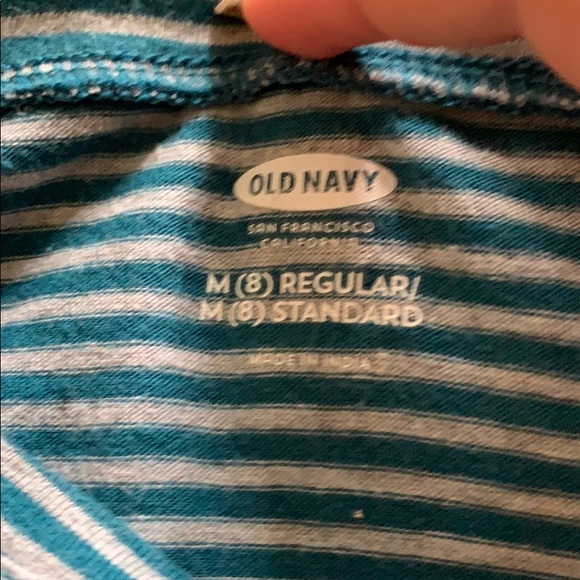 OLD NAVY
SAN FRANCISCO
CALIFORNIA
M (8) REGULAR/
M (8) STANDARD
MADE IN INDIA